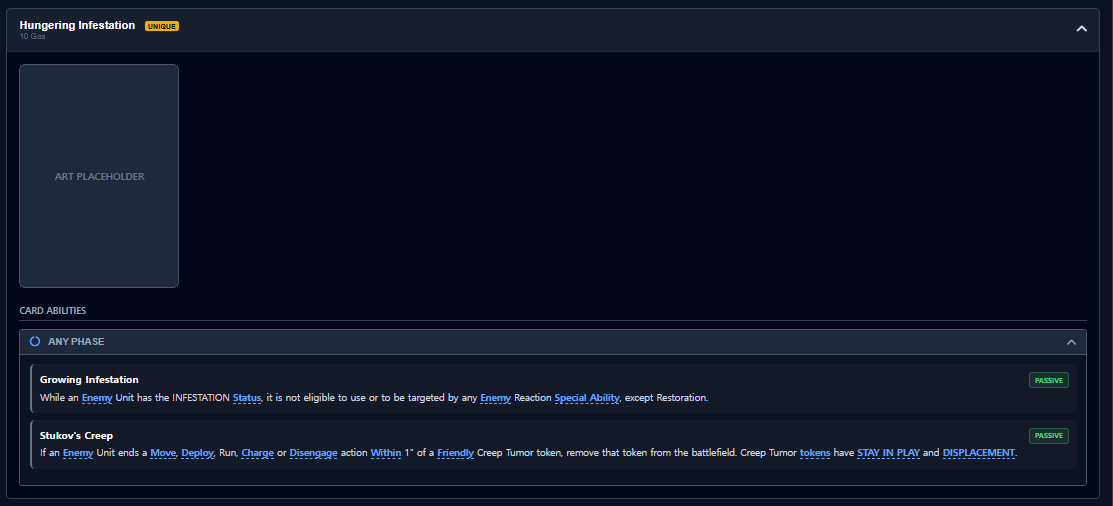 Hungering Infestation UNIQUE
10 Gas
ART PLACEHOLDER
CARD ABILITIES
ANY PHASE
Growing Infestation PASSIVE
While an Enemy Unit has the INFESTATION Status, it is not eligible to use or to be targeted by any Enemy Reaction Special Ability, except Restoration.
Stukov's Creep PASSIVE
If an Enemy Unit ends a Move, Deploy, Run, Charge or Disengage action Within 1" of a Friendly Creep Tumor token, remove that token from the battlefield. Creep Tumor tokens have STAY IN PLAY and DISPLACEMENT.